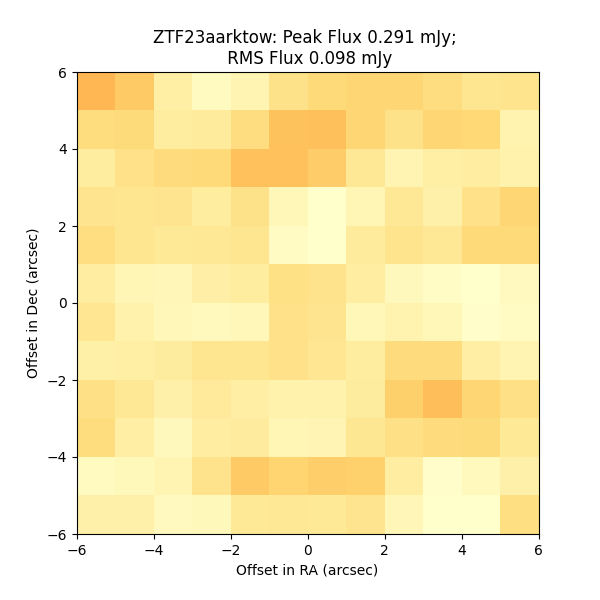 ZTF23aarktow: Peak Flux 0.291 mJy;
RMS Flux 0.098 mJy
6
4
2
0
−2
−4
−6
Offset in Dec (arcsec)
−6 −4 −2 0 2 4 6
Offset in RA (arcsec)